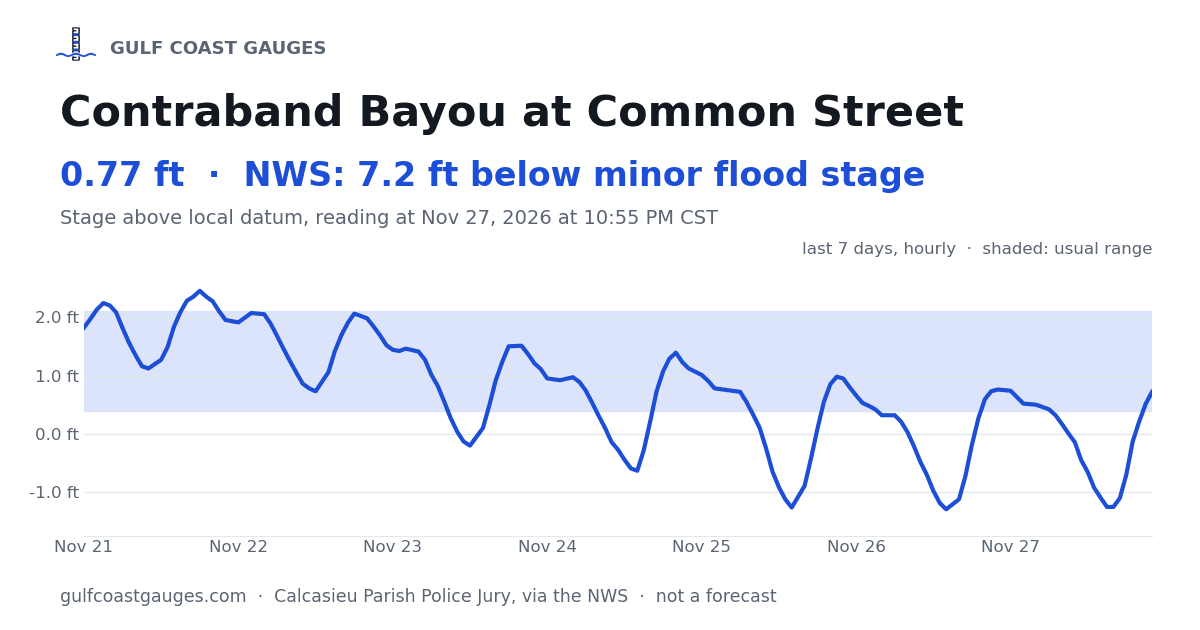 GULF COAST GAUGES
Contraband Bayou at Common Street
0.77 ft · NWS: 7.2 ft below minor flood stage
Stage above local datum, reading at Nov 27, 2026 at 10:55 PM CST
last 7 days, hourly · shaded: usual range
2.0 ft
1.0 ft
0.0 ft
-1.0 ft
Nov 21 Nov 22 Nov 23 Nov 24 Nov 25 Nov 26 Nov 27
gulfcoastgauges.com · Calcasieu Parish Police Jury, via the NWS · not a forecast